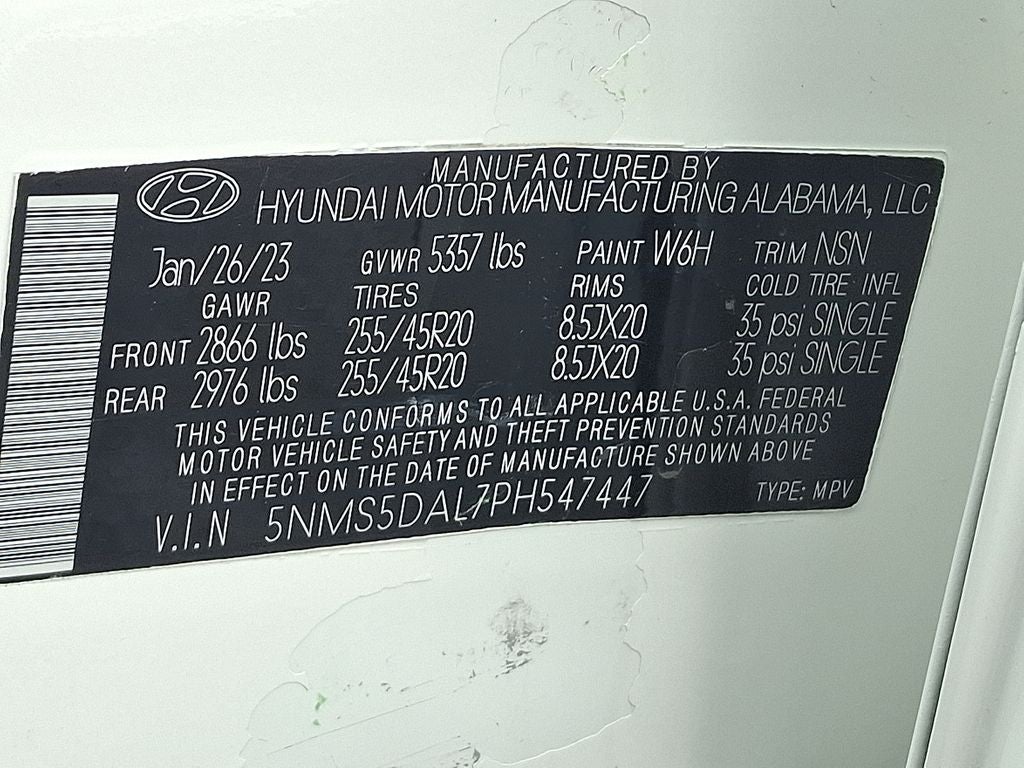 MANUFACTURED BY
HYUNDAI MOTOR MANUFACTURING ALABAMA, LLC
Jan/26/23 GVWR 5357 lbs PAINT W6H TRIM NSN
GAWR TIRES RIMS COLD TIRE INFL
FRONT 2866 lbs 255/45R20 8.5JX20 35 psi SINGLE
REAR 2976 lbs 255/45R20 8.5JX20 35 psi SINGLE
THIS VEHICLE CONFORMS TO ALL APPLICABLE U.S.A. FEDERAL
MOTOR VEHICLE SAFETY AND THEFT PREVENTION STANDARDS
IN EFFECT ON THE DATE OF MANUFACTURE SHOWN ABOVE
V.I.N 5NMS5DAL7PH547447 TYPE: MPV